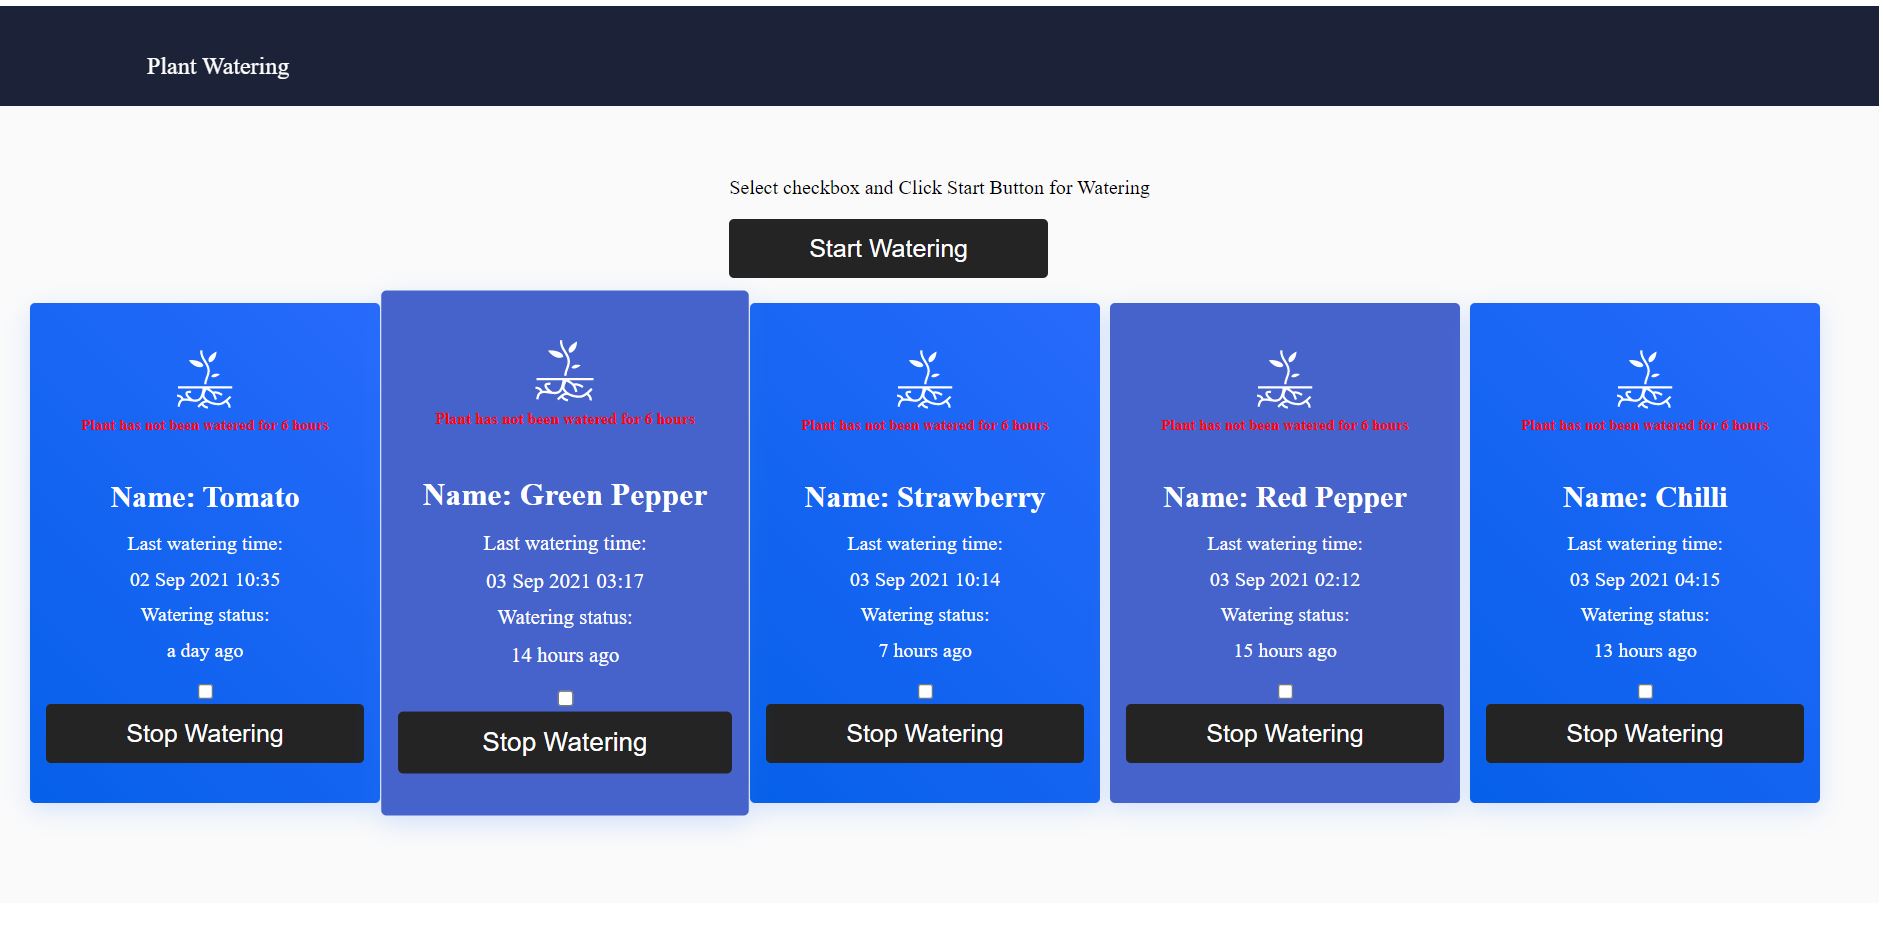 Plant Watering
Select checkbox and Click Start Button for Watering
Start Watering
Plant has not been watered for 6 hours
Name: Tomato
Last watering time:
02 Sep 2021 10:35
Watering status:
a day ago
Stop Watering
Plant has not been watered for 6 hours
Name: Green Pepper
Last watering time:
03 Sep 2021 03:17
Watering status:
14 hours ago
Stop Watering
Plant has not been watered for 6 hours
Name: Strawberry
Last watering time:
03 Sep 2021 10:14
Watering status:
7 hours ago
Stop Watering
Plant has not been watered for 6 hours
Name: Red Pepper
Last watering time:
03 Sep 2021 02:12
Watering status:
15 hours ago
Stop Watering
Plant has not been watered for 6 hours
Name: Chilli
Last watering time:
03 Sep 2021 04:15
Watering status:
13 hours ago
Stop Watering